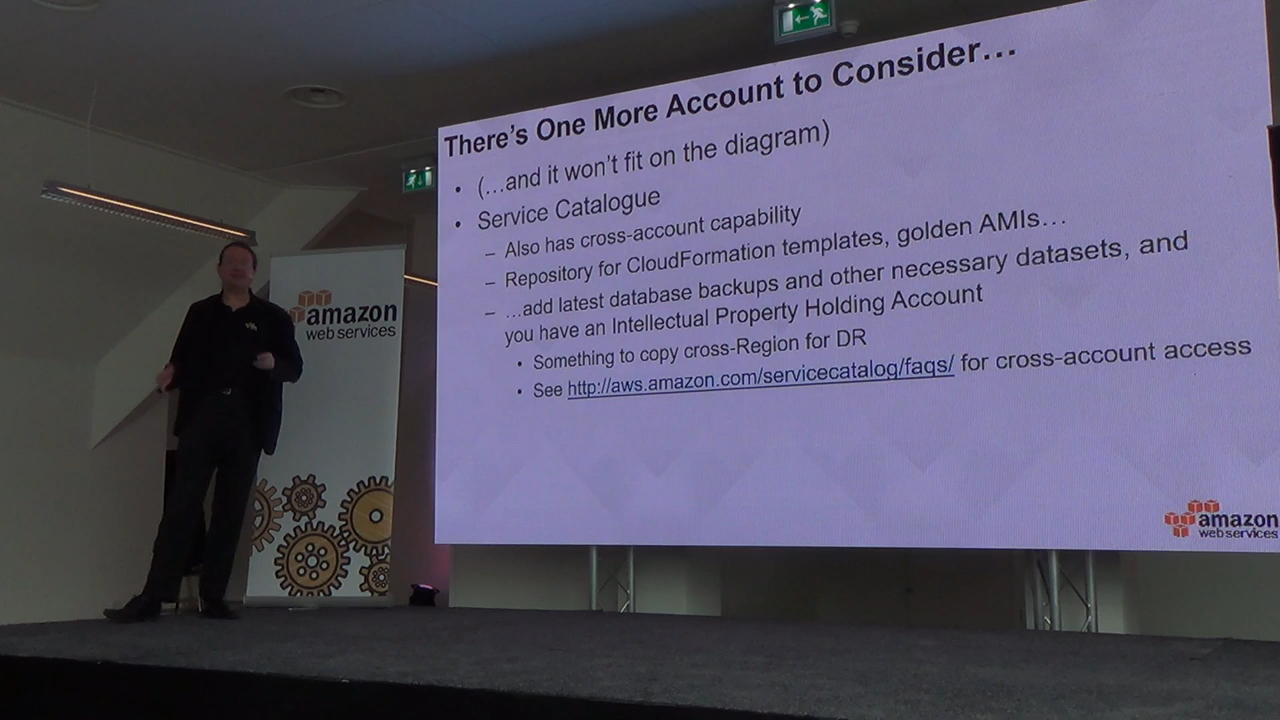 There's One More Account to Consider...
• (...and it won't fit on the diagram)
• Service Catalogue
– Also has cross-account capability
– Repository for CloudFormation templates, golden AMIs...
– ...add latest database backups and other necessary datasets, and
you have an Intellectual Property Holding Account
• Something to copy cross-Region for DR
• See http://aws.amazon.com/servicecatalog/faqs/ for cross-account access
amazon
web services
amazon
web services